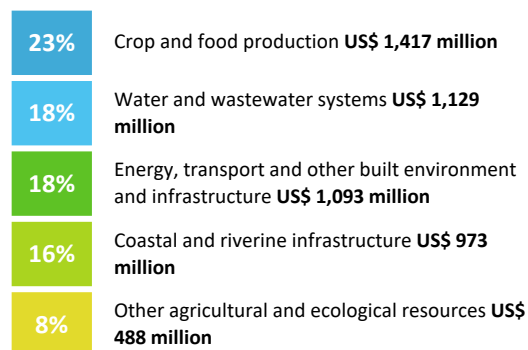 23%
Crop and food production US$ 1,417 million
18%
Water and wastewater systems US$ 1,129
million
18%
Energy, transport and other built environment
and infrastructure US$ 1,093 million
16%
Coastal and riverine infrastructure US$ 973
million
8%
Other agricultural and ecological resources US$
488 million